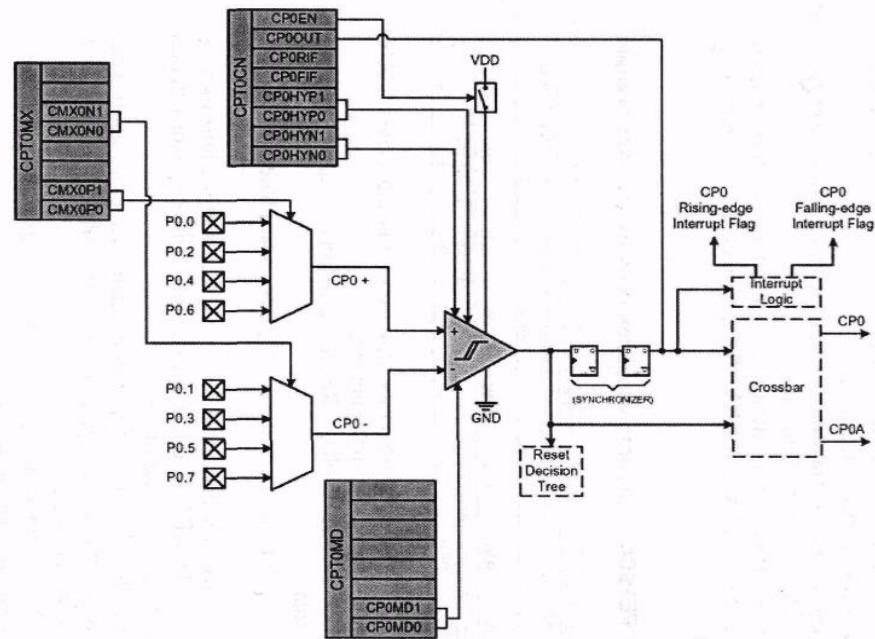 CPT0CN
CP0EN
CP0OUT
CP0RIF
CP0FIF
CP0HYP1
CP0HYP0
CP0HYN1
CP0HYN0
VDD
CPT0MX
CMX0N1
CMX0N0
CMX0P1
CMX0P0
P0.0
P0.2
P0.4
P0.6
CP0 +
P0.1
P0.3
P0.5
P0.7
CP0 -
+
-
GND
(SYNCHRONIZER)
Reset
Decision
Tree
CP0
Rising-edge
Interrupt Flag
CP0
Falling-edge
Interrupt Flag
Interrupt
Logic
Crossbar
CP0
CP0A
CPT0MD
CP0MD1
CP0MD0